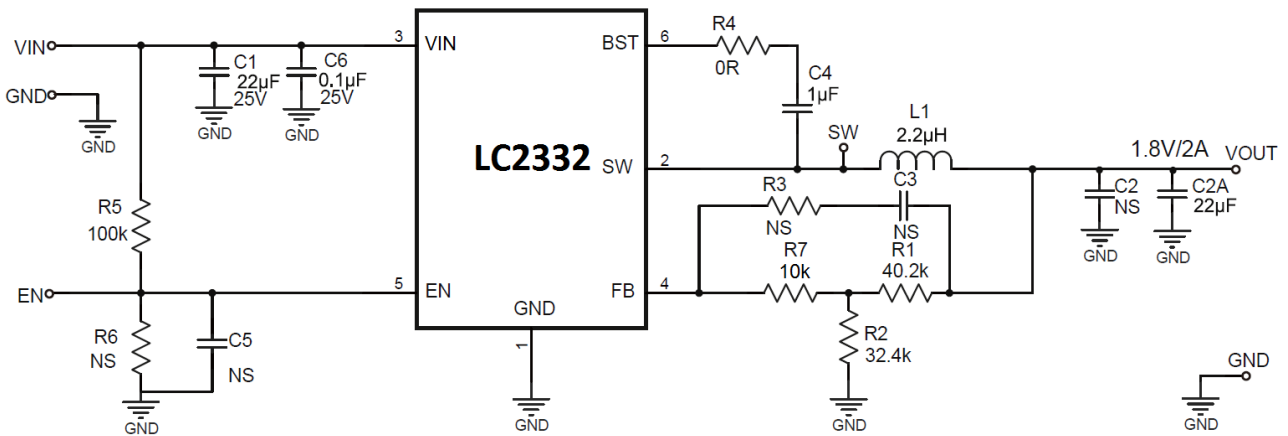 VIN
GND
GND
C1
22µF
25V
GND
C6
0.1µF
25V
GND
3
VIN
LC2332
BST
6
R4
0R
C4
1µF
SW
SW
2
L1
2.2µH
1.8V/2A
VOUT
C2
NS
GND
C2A
22µF
GND
R3
NS
C3
NS
R5
100k
EN
5
EN
FB
4
R7
10k
R1
40.2k
R6
NS
C5
NS
GND
GND
1
GND
R2
32.4k
GND
GND
GND